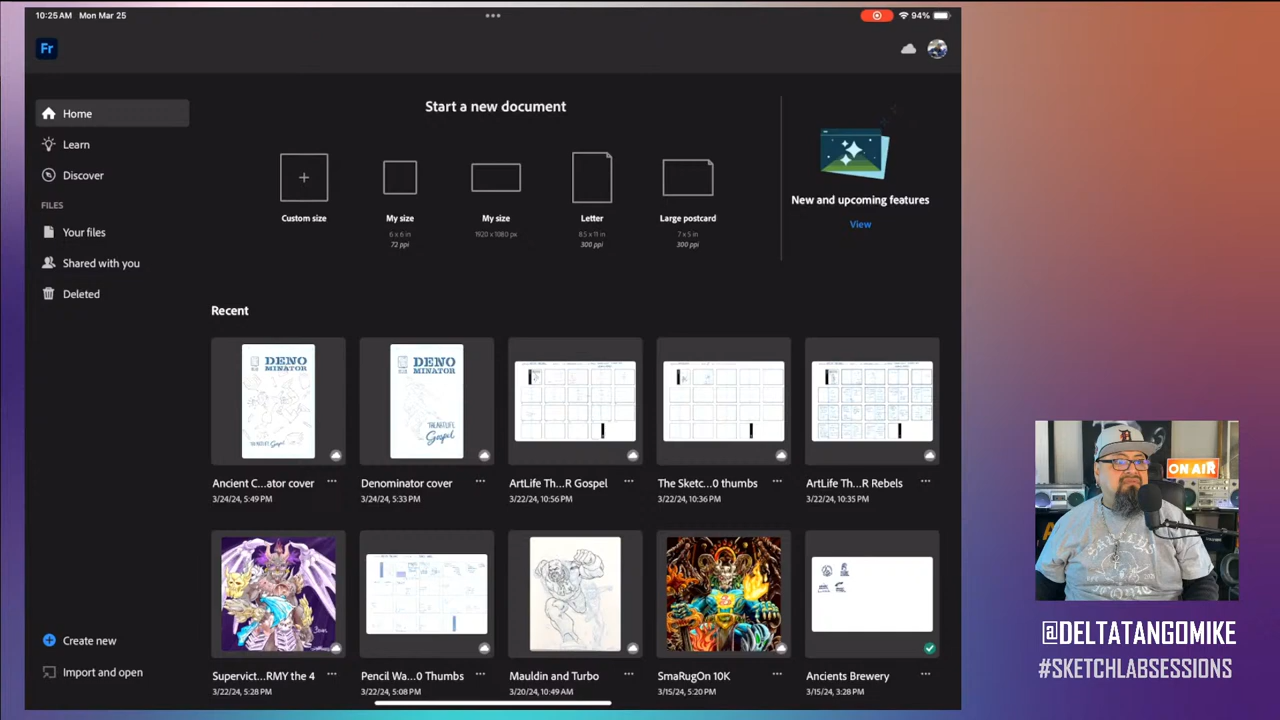 10:25 AM Mon Mar 25
94%
Fr
Home
Learn
Discover
FILES
Your files
Shared with you
Deleted
Create new
Import and open
Start a new document
Custom size
My size
6 x 6 in
72 ppi
My size
1920 x 1080 px
Letter
8.5 x 11 in
300 ppi
Large postcard
7 x 5 in
300 ppi
New and upcoming features
View
Recent
DENO
MINATOR
DENO
MINATOR
THE ART LIFE
Gospel
Ancient C...ator cover
3/24/24, 5:49 PM
Denominator cover
3/24/24, 5:33 PM
ArtLife Th...R Gospel
3/22/24, 10:56 PM
The Sketc...0 thumbs
3/22/24, 10:36 PM
ArtLife Th...R Rebels
3/22/24, 10:35 PM
Supervict...RMY the 4
3/22/24, 5:28 PM
Pencil Wa...0 Thumbs
3/22/24, 5:08 PM
Mauldin and Turbo
3/20/24, 10:49 AM
SmaRugOn 10K
3/15/24, 5:20 PM
Ancients Brewery
3/15/24, 3:28 PM
ON AIR
@DELTATANGOMIKE
#SKETCHLABSESSIONS